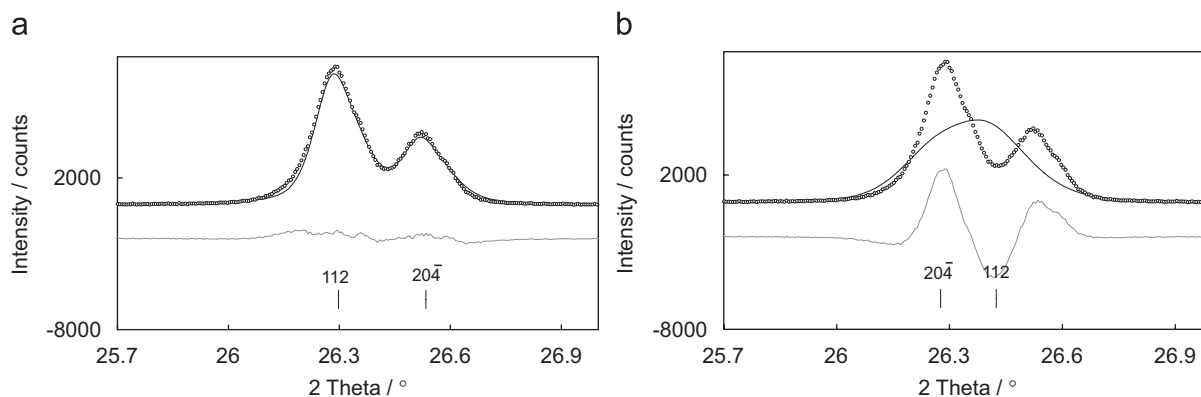 a
Intensity / counts
2000
-8000
112
204̄
25.7 26 26.3 26.6 26.9
2 Theta / °
b
Intensity / counts
2000
-8000
204̄
112
25.7 26 26.3 26.6 26.9
2 Theta / °